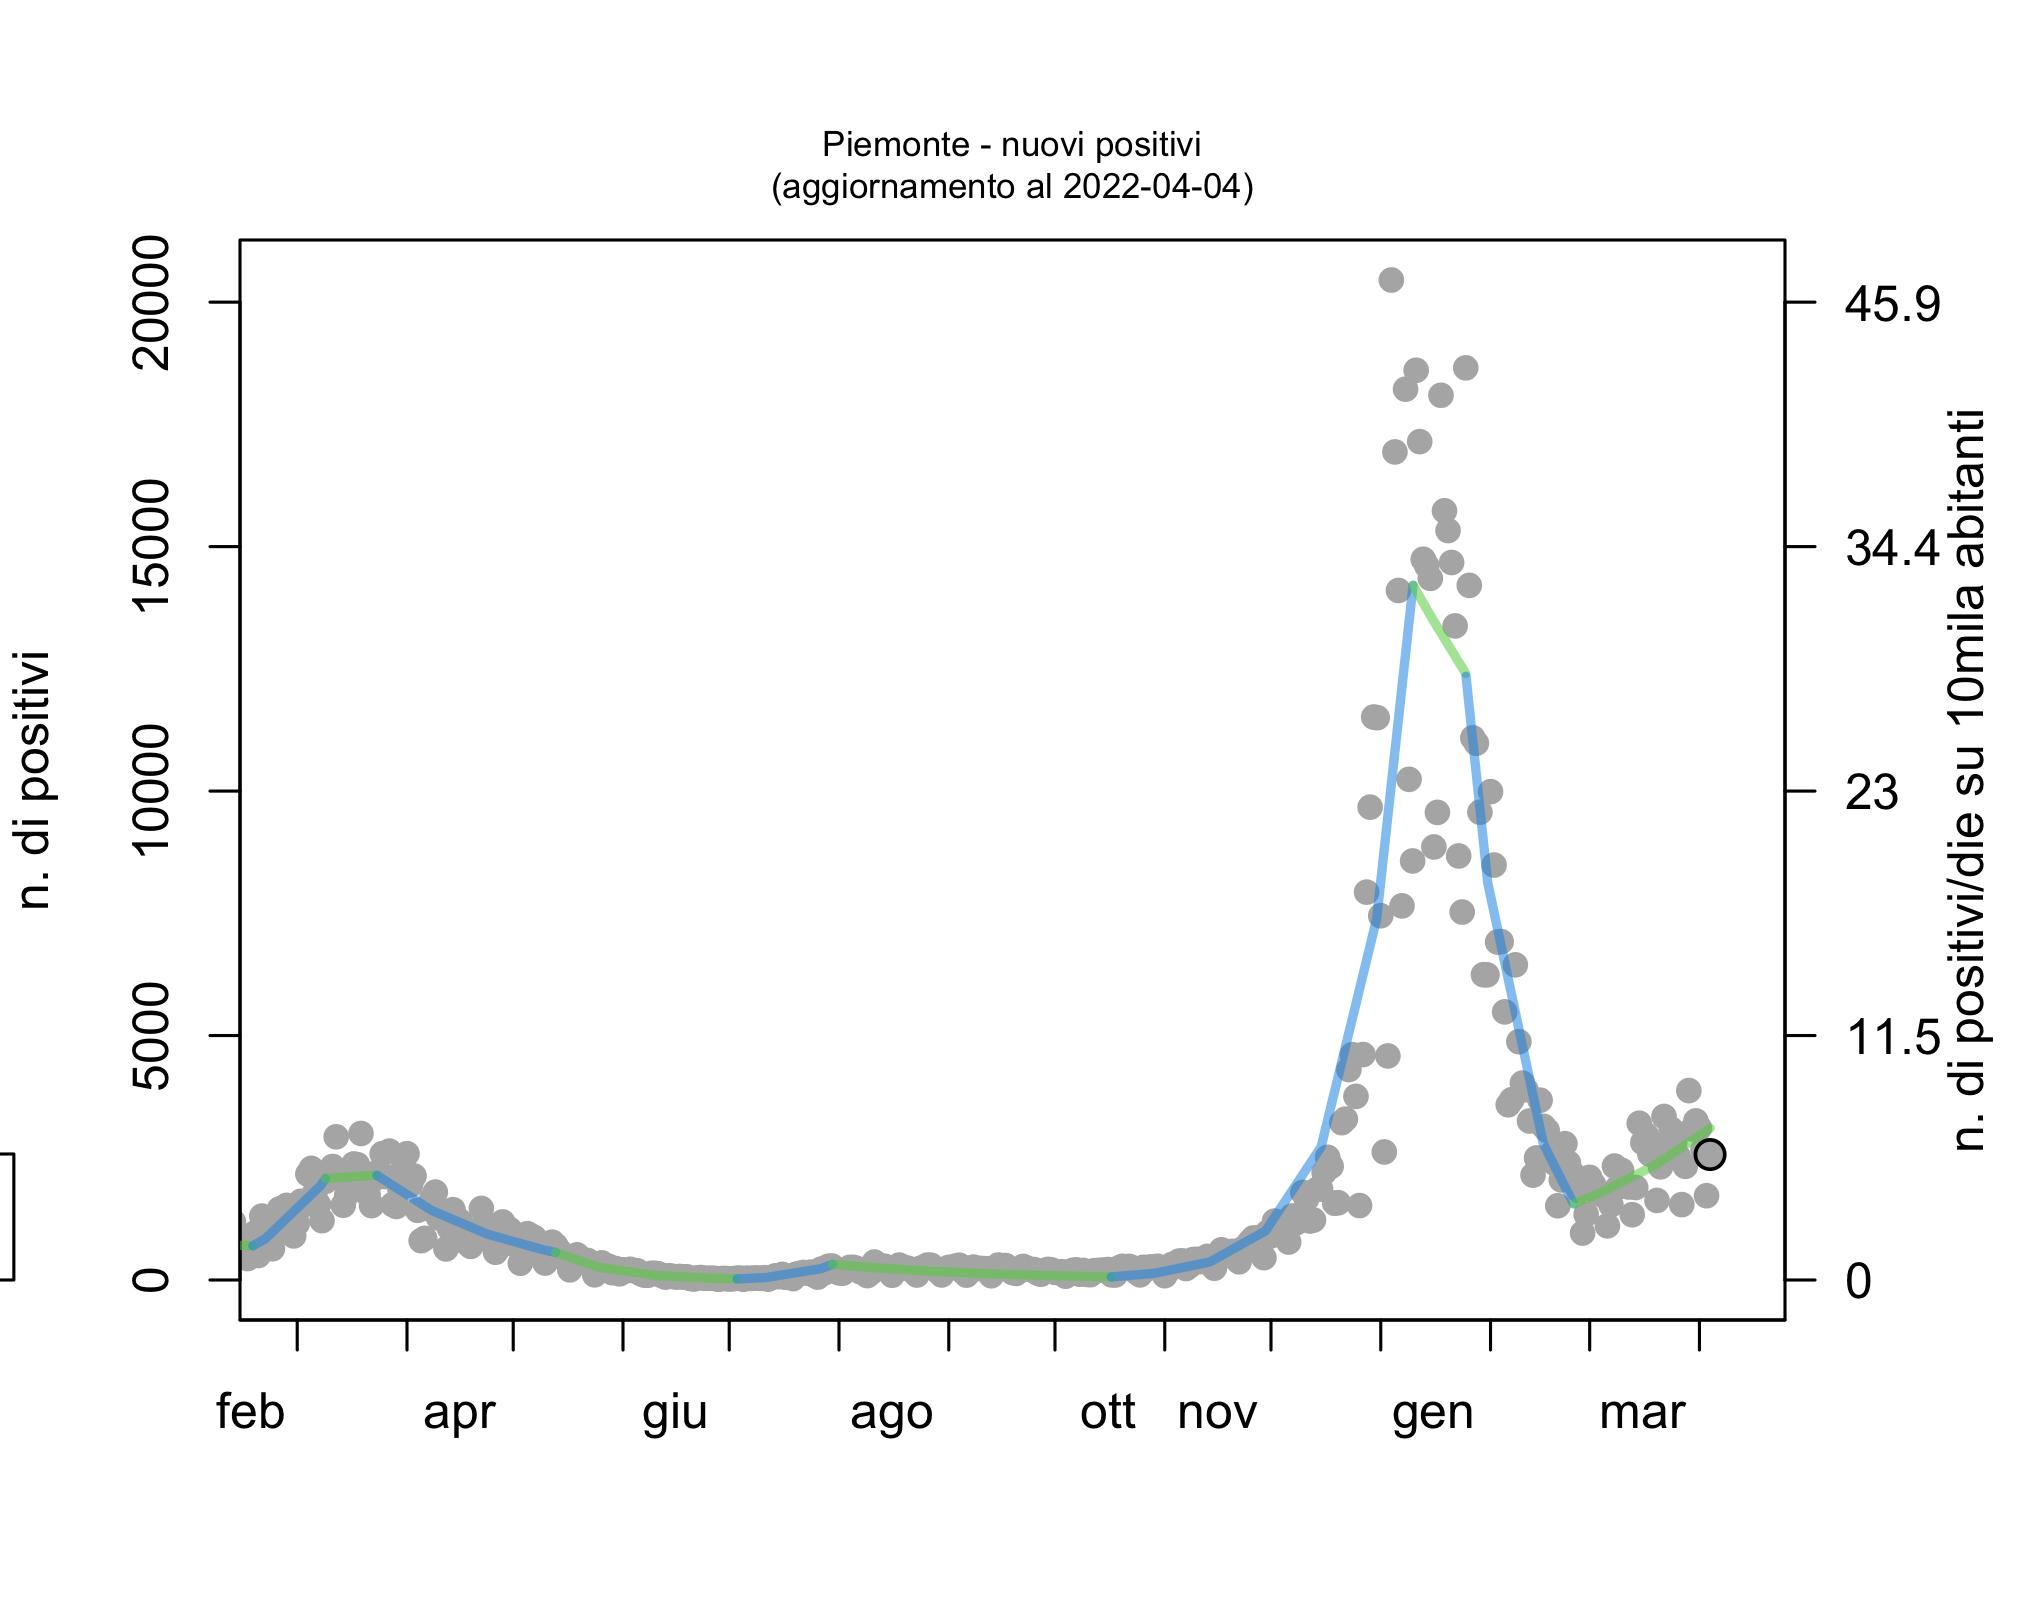 Piemonte - nuovi positivi
(aggiornamento al 2022-04-04)
n. di positivi
20000
15000
10000
5000
0
45.9
34.4
23
11.5
0
n. di positivi/die su 10mila abitanti
feb apr giu ago ott nov gen mar